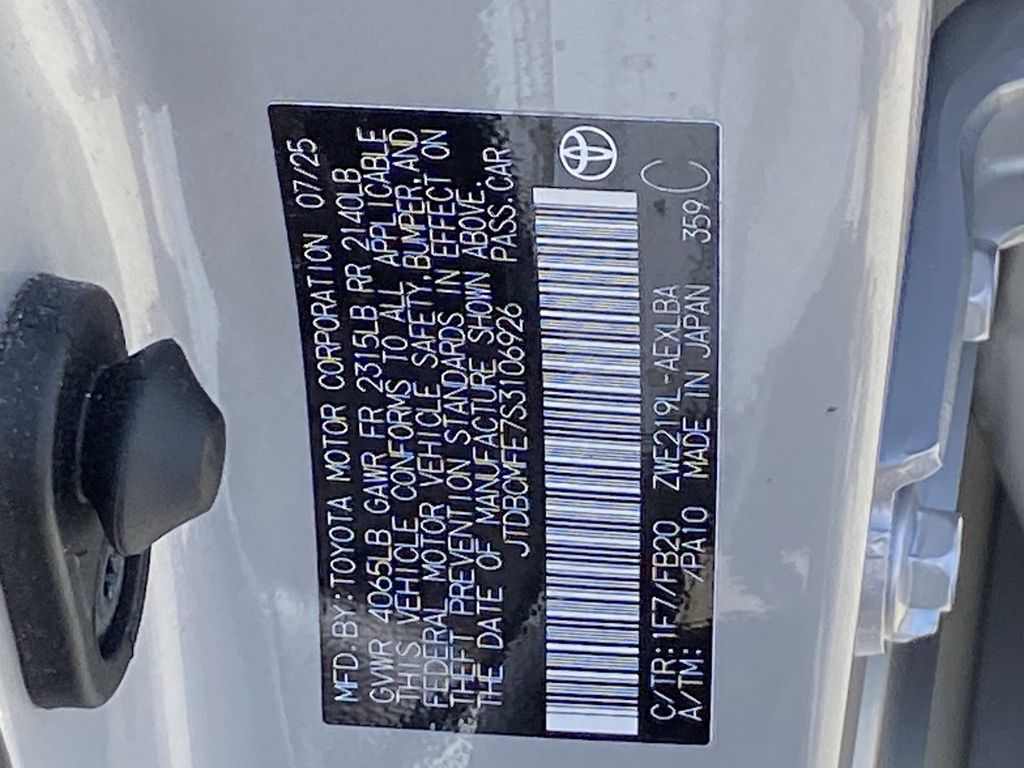 MFD.BY:TOYOTA MOTOR CORPORATION 07/25
GVWR 4065LB GAWR FR 2315LB RR 2140LB
THIS VEHICLE CONFORMS TO ALL APPLICABLE
FEDERAL MOTOR VEHICLE SAFETY,BUMPER,AND
THEFT PREVENTION STANDARDS IN EFFECT ON
THE DATE OF MANUFACTURE SHOWN ABOVE.
JTDBCMFE7S3106926 PASS.CAR
C/TR:1F7/FB20 ZWE219L-AEXLBA
A/TM: /PA10 MADE IN JAPAN 359 C